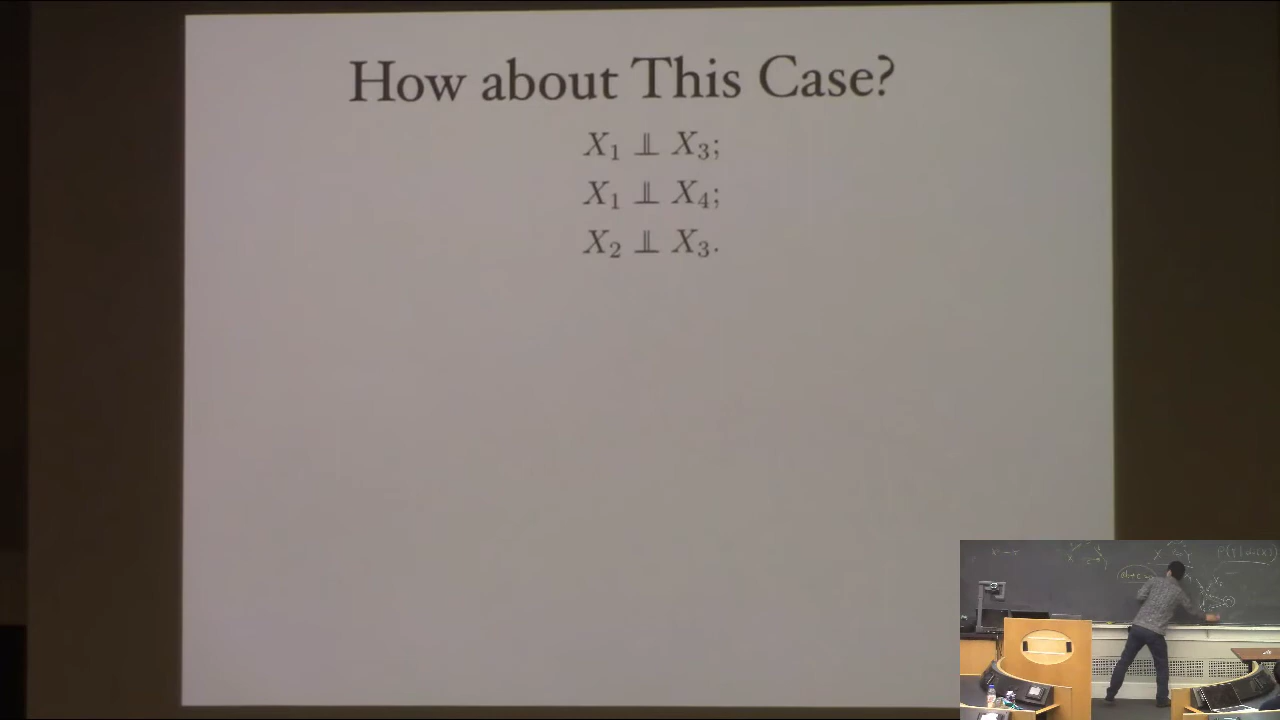 How about This Case?
X₁ ⫫ X₃;
X₁ ⫫ X₄;
X₂ ⫫ X₃.